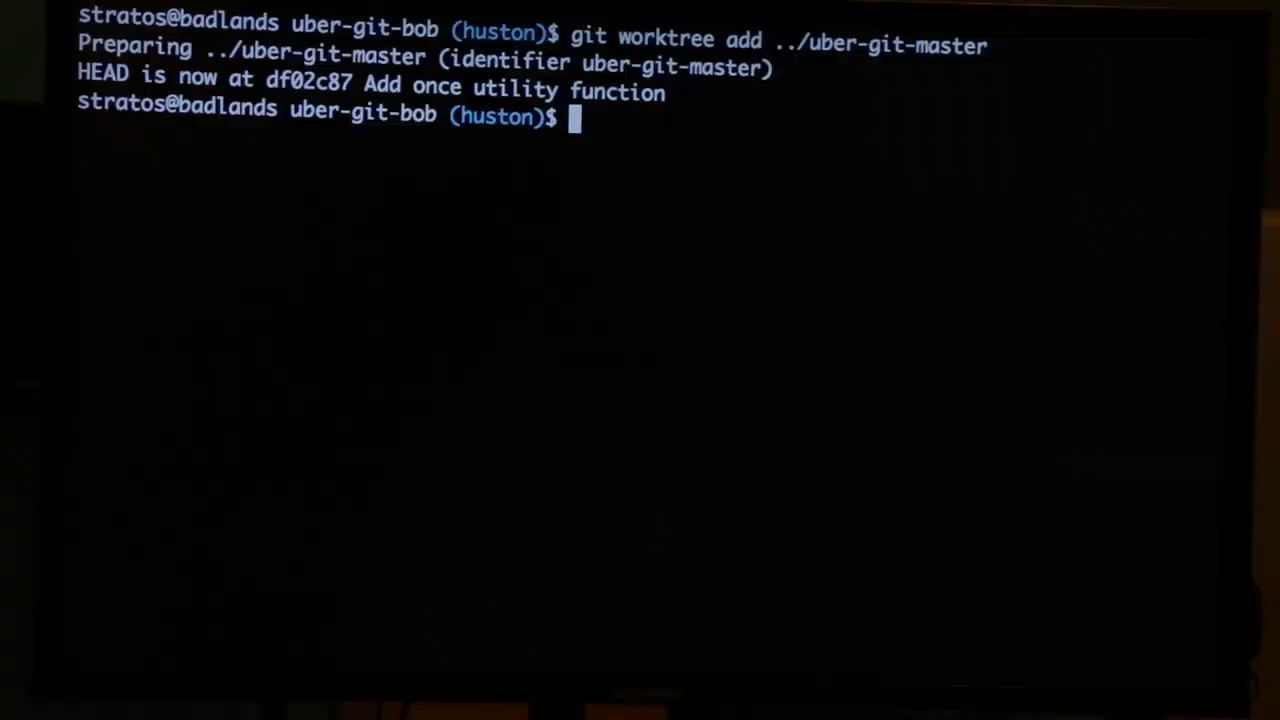 stratos@badlands uber-git-bob (huston)$ git worktree add ../uber-git-master
Preparing ../uber-git-master (identifier uber-git-master)
HEAD is now at df02c87 Add once utility function
stratos@badlands uber-git-bob (huston)$